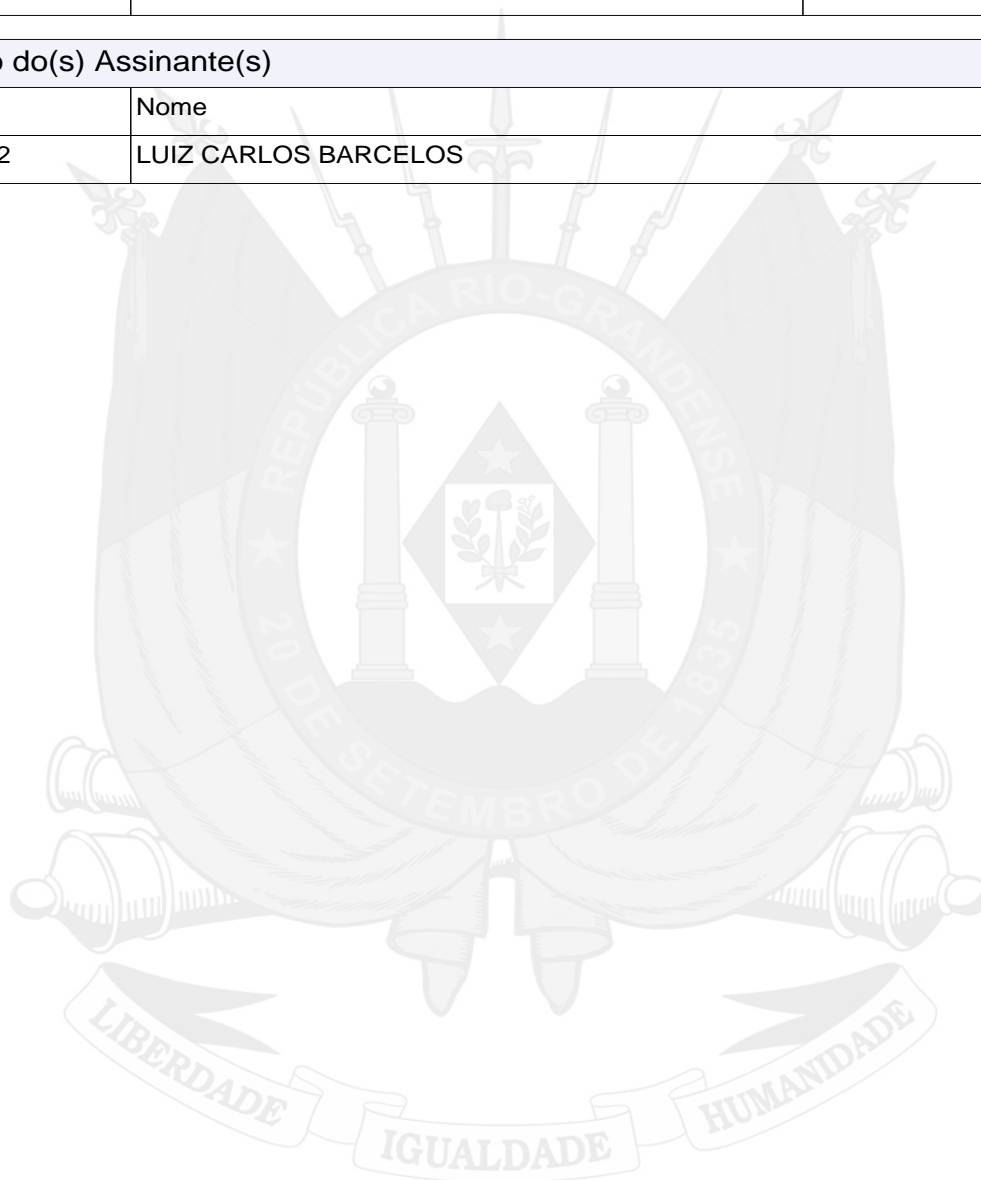 o do(s) Assinante(s)
Nome
2 LUIZ CARLOS BARCELOS
REPÚBLICA RIO-GRANDENSE
★ 20 DE SETEMBRO DE 1835 ★
LIBERDADE IGUALDADE HUMANIDADE